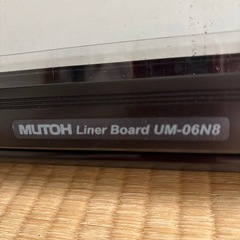 MUTOH Liner Board UM-06N8